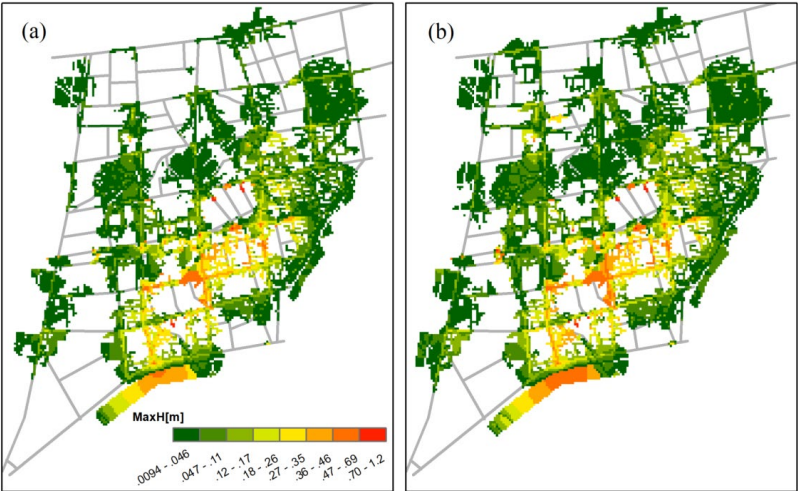 (a)
(b)
MaxH[m]
.0094 - .046
.047 - .11
.12 - .17
.18 - .26
.27 - .35
.36 - .46
.47 - .69
.70 - 1.2